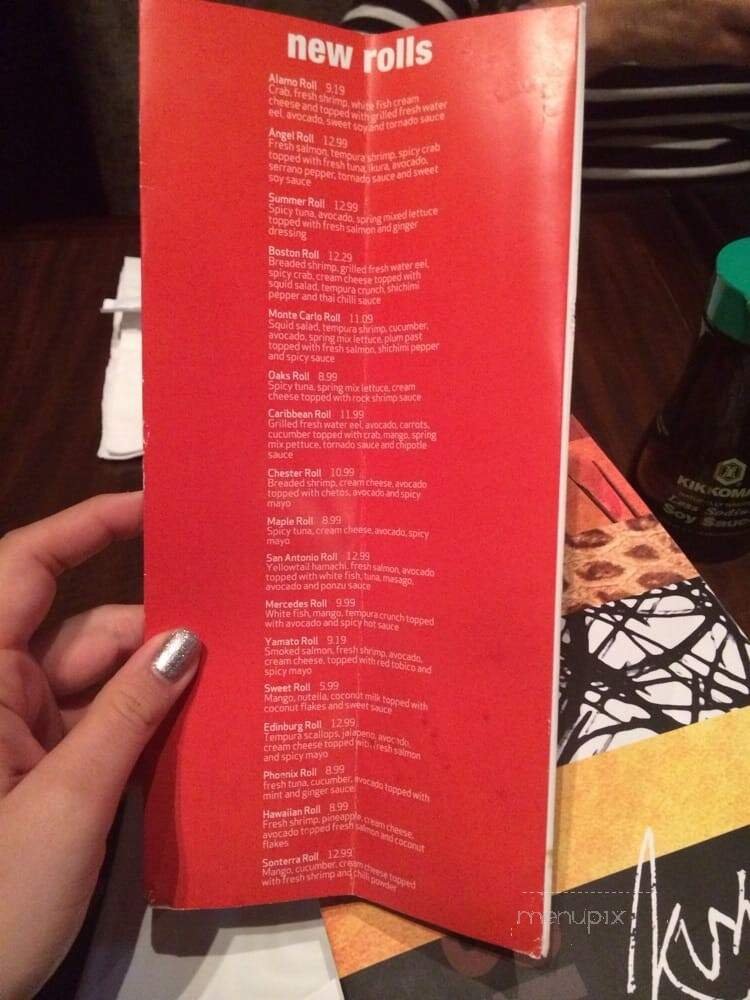 new rolls
Alamo Roll 9.19
Crab, fresh shrimp, white fish cream
cheese and topped with grilled fresh water
eel, avocado, sweet soy and tornado sauce
Angel Roll 12.99
Fresh salmon, tempura shrimp, spicy crab
topped with fresh tuna, ikura, avocado,
serrano pepper, tornado sauce and sweet
soy sauce
Summer Roll 12.99
Spicy tuna, avocado, spring mixed lettuce
topped with fresh salmon and ginger
dressing
Boston Roll 12.29
Breaded shrimp, grilled fresh water eel,
spicy crab, cream cheese topped with
squid salad, tempura crunch, shichimi
pepper and thai chilli sauce
Monte Carlo Roll 11.09
Squid salad, tempura shrimp, cucumber,
avocado, spring mix lettuce, plum past
topped with fresh salmon, shichimi pepper
and spicy sauce
Oaks Roll 8.99
Spicy tuna, spring mix lettuce, cream
cheese topped with rock shrimp sauce
Caribbean Roll 11.99
Grilled fresh water eel, avocado, carrots,
cucumber topped with crab, mango, spring
mix pettuce, tornado sauce and chipotle
sauce
Chester Roll 10.99
Breaded shrimp, cream cheese, avocado
topped with chetos, avocado and spicy
mayo
Maple Roll 8.99
Spicy tuna, cream cheese, avocado, spicy
mayo
San Antonio Roll 12.99
Yellowtail hamachi, fresh salmon, avocado
topped with white fish, tuna, masago,
avocado and ponzu sauce
Mercedes Roll 9.99
White fish, mango, tempura crunch topped
with avocado and spicy hot sauce
Yamato Roll 9.19
Smoked salmon, fresh shrimp, avocado,
cream cheese, topped with red tobico and
spicy mayo
Sweet Roll 5.99
Mango, nutella, coconut milk topped with
coconut flakes and sweet sauce
Edinburg Roll 12.99
Tempura scallops, jalapeno, avocado,
cream cheese topped with fresh salmon
and spicy mayo
Phoenix Roll 8.99
fresh tuna, cucumber, avocado topped with
mint and ginger sauce
Hawaiian Roll 8.99
Fresh shrimp, pineapple, cream cheese,
avocado topped fresh salmon and coconut
flakes
Sonterra Roll 12.99
Mango, cucumber, cream cheese topped
with fresh shrimp and chilli powder
KIKKOMA
Less Sodium
Soy Sauce
menupix